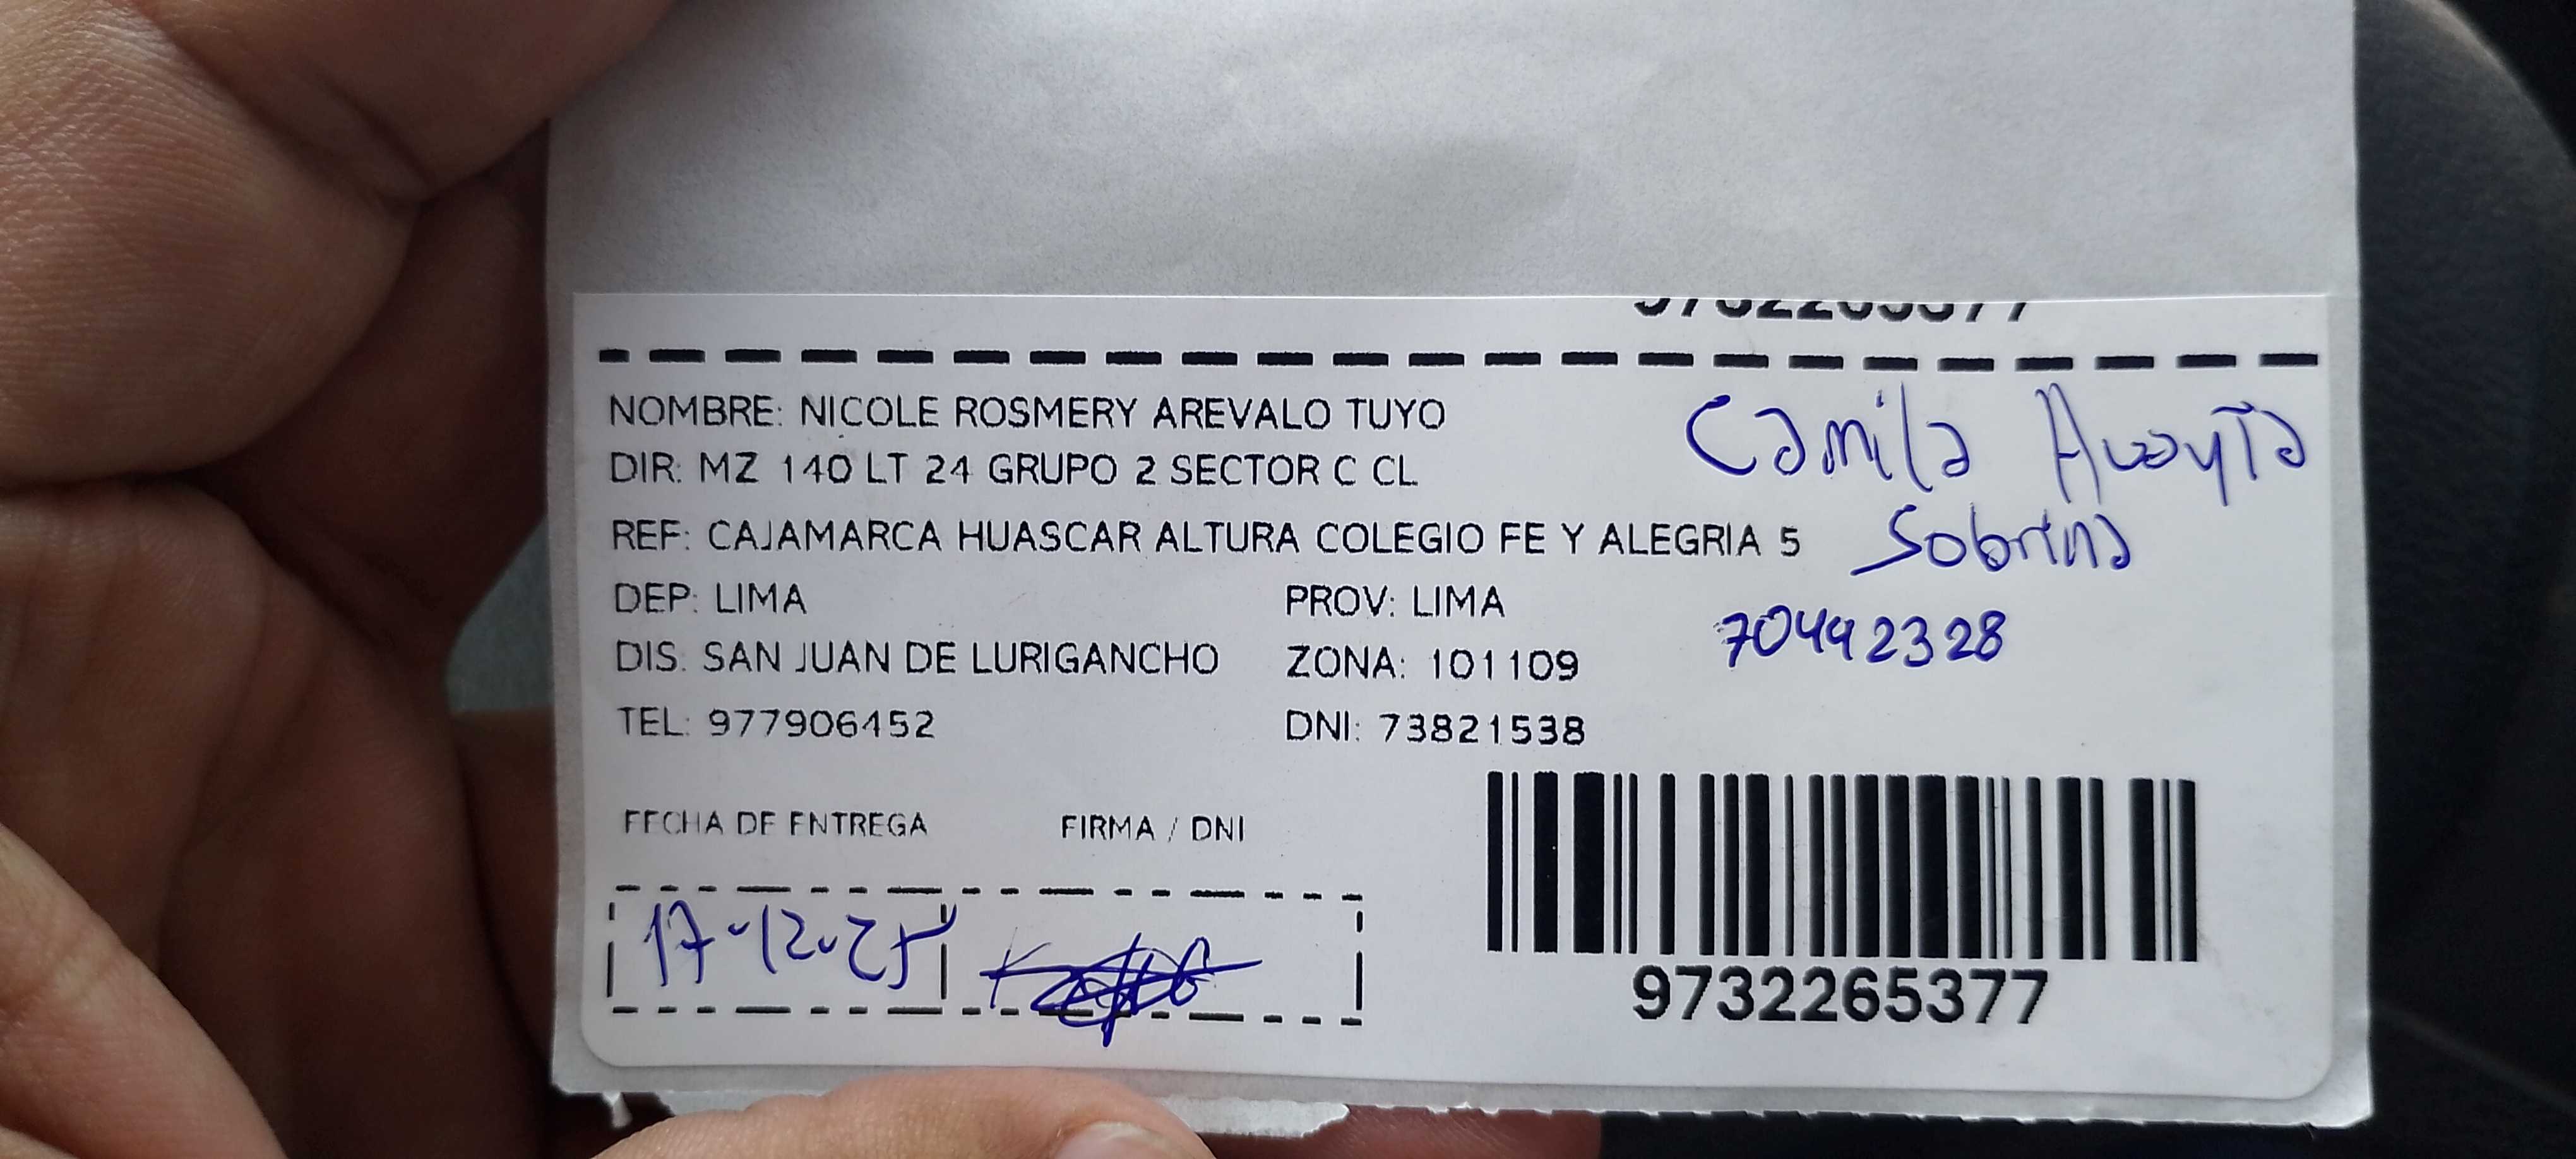 9732265377
NOMBRE: NICOLE ROSMERY AREVALO TUYO
DIR: MZ 140 LT 24 GRUPO 2 SECTOR C CL
REF: CAJAMARCA HUASCAR ALTURA COLEGIO FE Y ALEGRIA 5
DEP: LIMA PROV: LIMA
DIS: SAN JUAN DE LURIGANCHO ZONA: 101109
TEL: 977906452 DNI: 73821538
Camila
Sobrina
70442328
FECHA DE ENTREGA FIRMA / DNI
17-12-25
9732265377